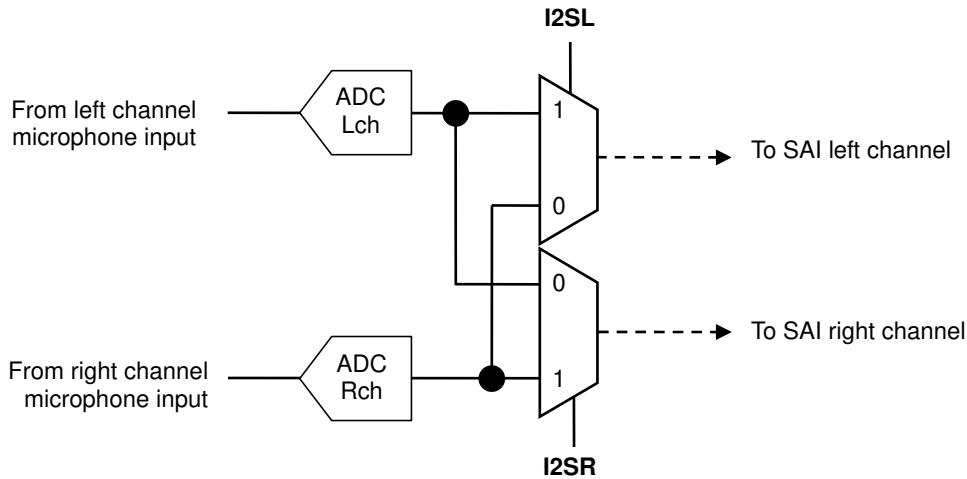 I2SL
From left channel
microphone input
ADC
Lch
1
0
To SAI left channel
From right channel
microphone input
ADC
Rch
0
1
To SAI right channel
I2SR